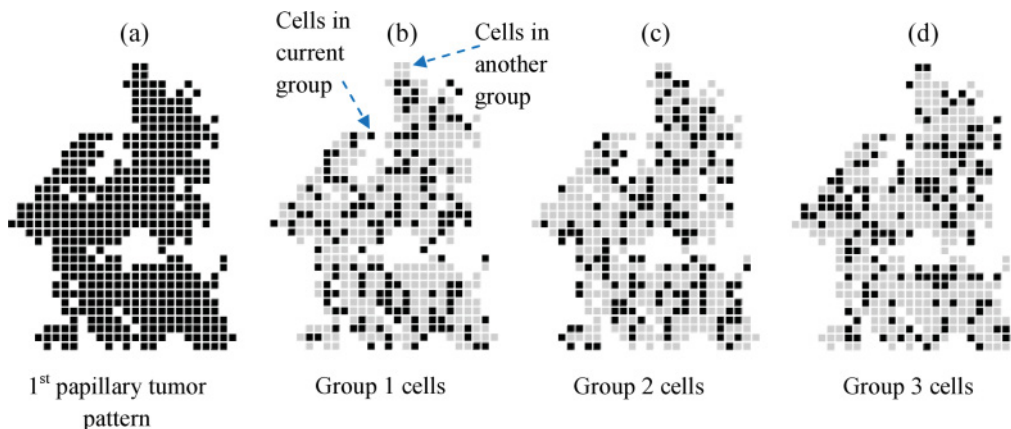 (a)
Cells in
current
group
(b)
Cells in
another
group
(c)
(d)
1st papillary tumor
pattern
Group 1 cells
Group 2 cells
Group 3 cells